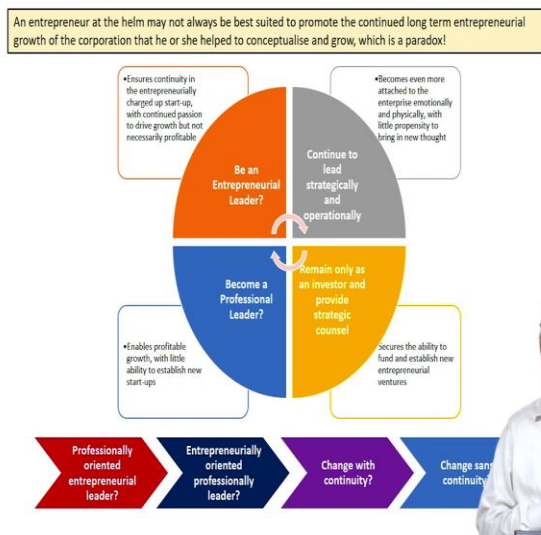 An entrepreneur at the helm may not always be best suited to promote the continued long term entrepreneurial
growth of the corporation that he or she helped to conceptualise and grow, which is a paradox!
•Ensures continuity in
the entrepreneurially
charged up start-up,
with continued passion
to drive growth but not
necessarily profitable
Be an
Entrepreneurial
Leader?
Continue to
lead
strategically
and
operationally
•Becomes even more
attached to the
enterprise emotionally
and physically, with
little propensity to
bring in new thought
•Enables profitable
growth, with little
ability to establish new
start-ups
Become a
Professional
Leader?
Remain only as
an investor and
provide
strategic
counsel
•Secures the ability to
fund and establish new
entrepreneurial
ventures
Professionally
oriented
entrepreneurial
leader?
Entrepreneurially
oriented
professionally
leader?
Change with
continuity?
Change sans
continuity